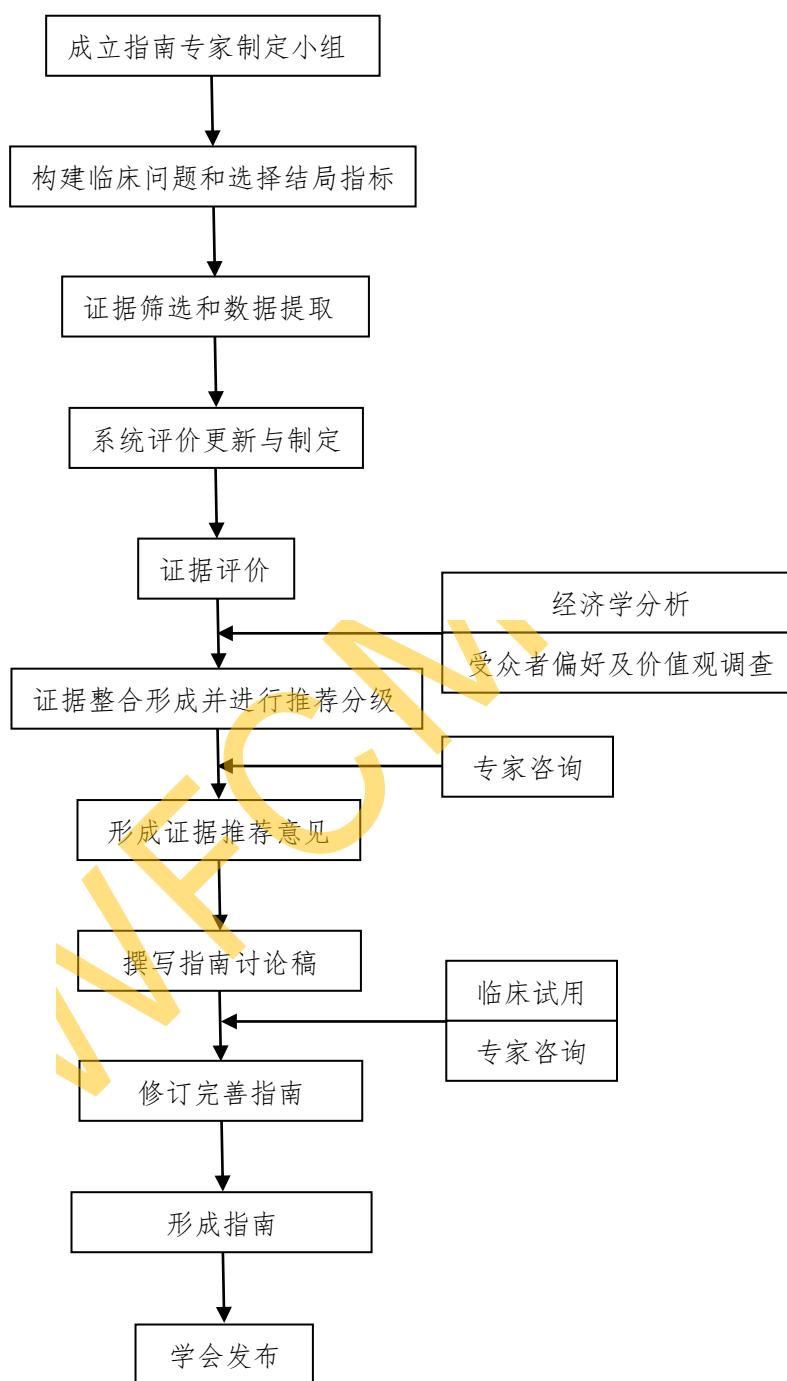 成立指南专家制定小组
构建临床问题和选择结局指标
证据筛选和数据提取
系统评价更新与制定
证据评价
经济学分析
受众者偏好及价值观调查
证据整合形成并进行推荐分级
专家咨询
形成证据推荐意见
撰写指南讨论稿
临床试用
专家咨询
修订完善指南
形成指南
学会发布